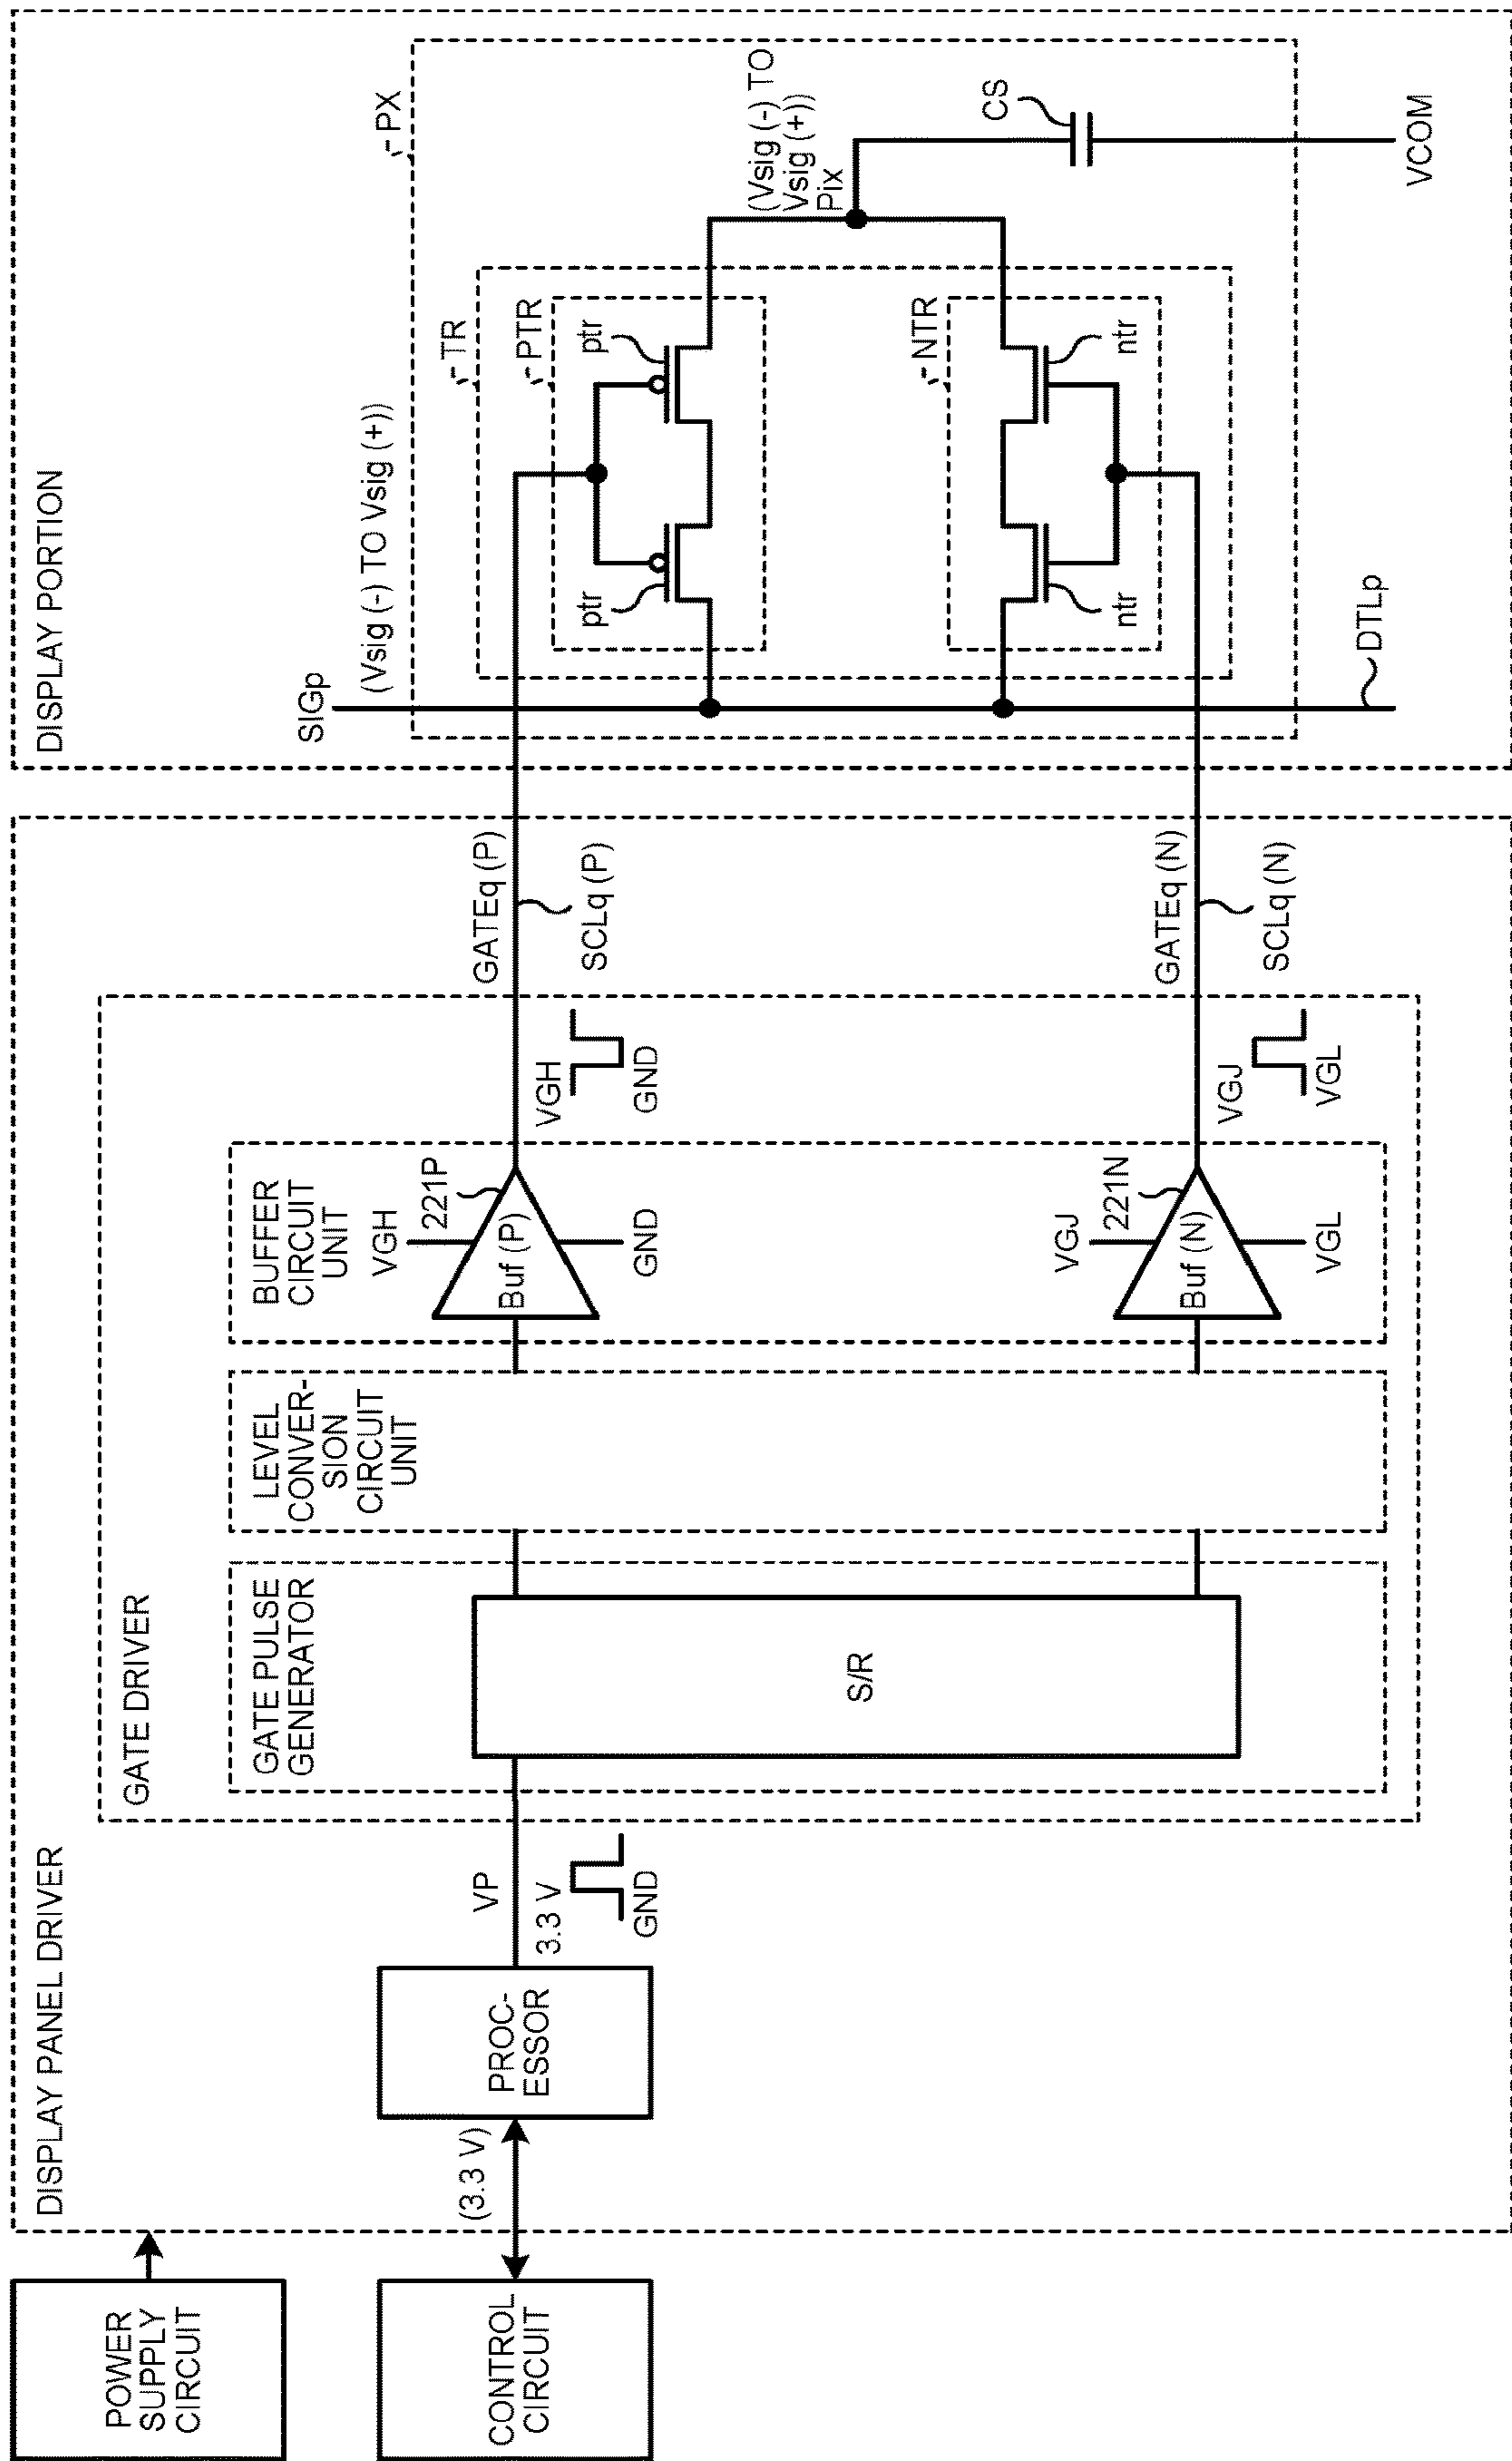 POWER
SUPPLY
CIRCUIT
CONTROL
CIRCUIT
(3.3 V)
DISPLAY PANEL DRIVER
PROC-
ESSOR
VP
3.3 V
GND
GATE DRIVER
GATE PULSE
GENERATOR
S/R
LEVEL
CONVER-
SION
CIRCUIT
UNIT
BUFFER
CIRCUIT
UNIT
VGH
221P
Buf (P)
GND
VGJ
221N
Buf (N)
VGL
VGH
GND
VGJ
VGL
GATEq (P)
SCLq (P)
GATEq (N)
SCLq (N)
DISPLAY PORTION
SIGp
(Vsig (-) TO Vsig (+))
PX
TR
PTR
ptr
ptr
NTR
ntr
ntr
DTLp
(Vsig (-) TO
Vsig (+))
Pix
CS
VCOM